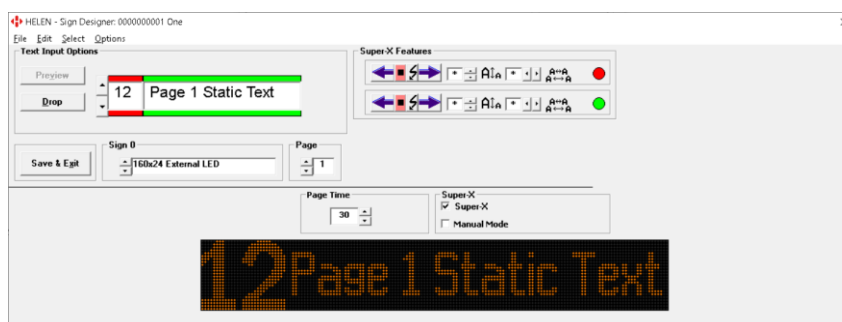 HELEN - Sign Designer: 0000000001 One
File Edit Select Options
Text Input Options
Super-X Features
Preview
Drop
12 Page 1 Static Text
* AIA * A↔A A↔A
* AIA * A↔A A↔A
Save & Exit
Sign 0
160x24 External LED
Page
1
Page Time
30
Super-X
Super-X
Manual Mode
12 Page 1 Static Text